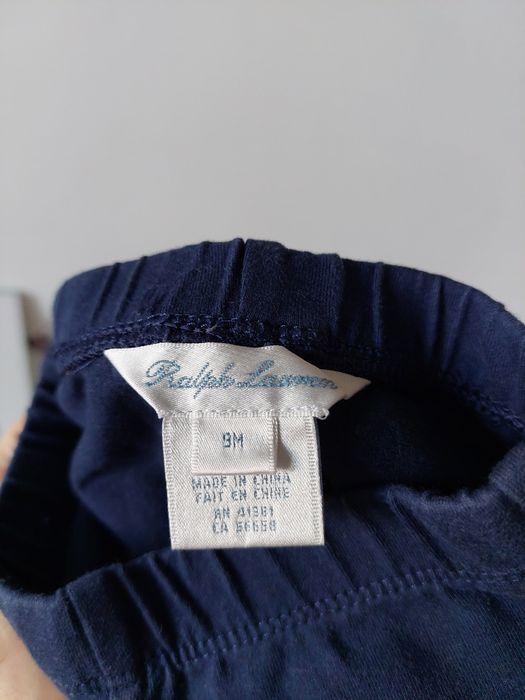 Ralph Lauren
9M
MADE IN CHINA
FAIT EN CHINE
RN 41381
CA 56658